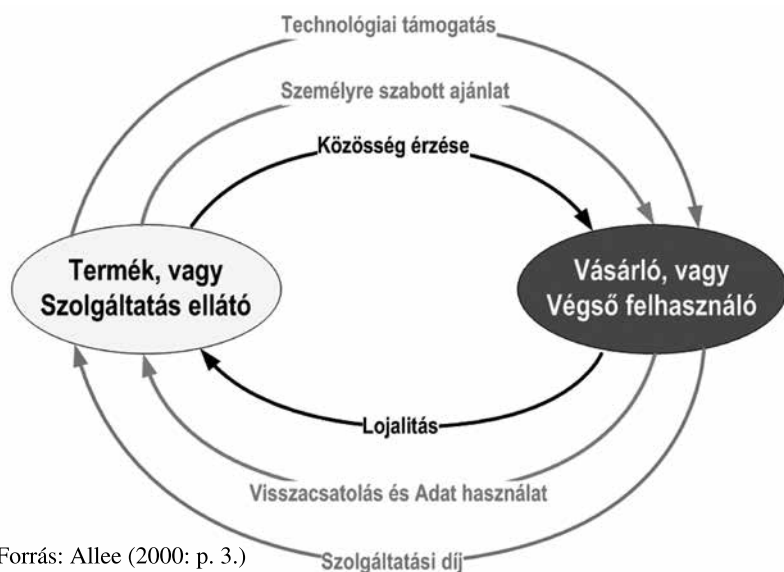 Technológiai támogatás
Személyre szabott ajánlat
Közösség érzése
Termék, vagy
Szolgáltatás ellátó
Vásárló, vagy
Végső felhasználó
Lojalitás
Visszacsatolás és Adat használat
Forrás: Allee (2000: p. 3.)
Szolgáltatási díj